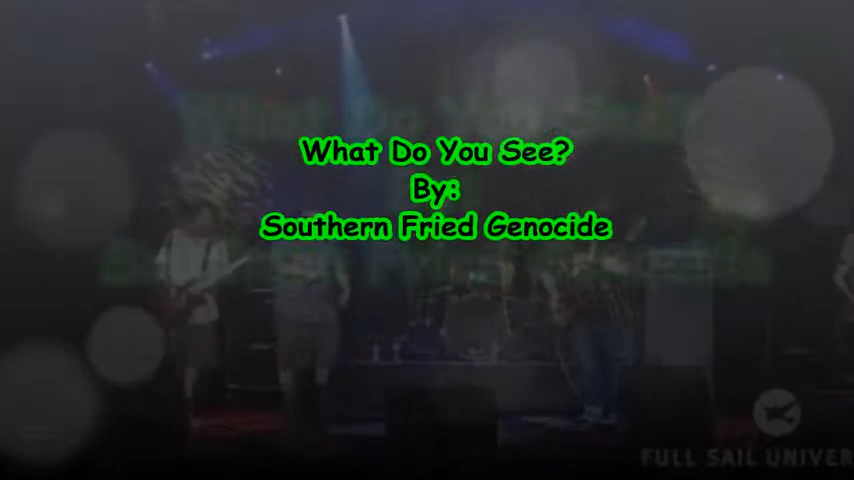 What Do You See?
By:
Southern Fried Genocide
FULL SAIL UNIVER